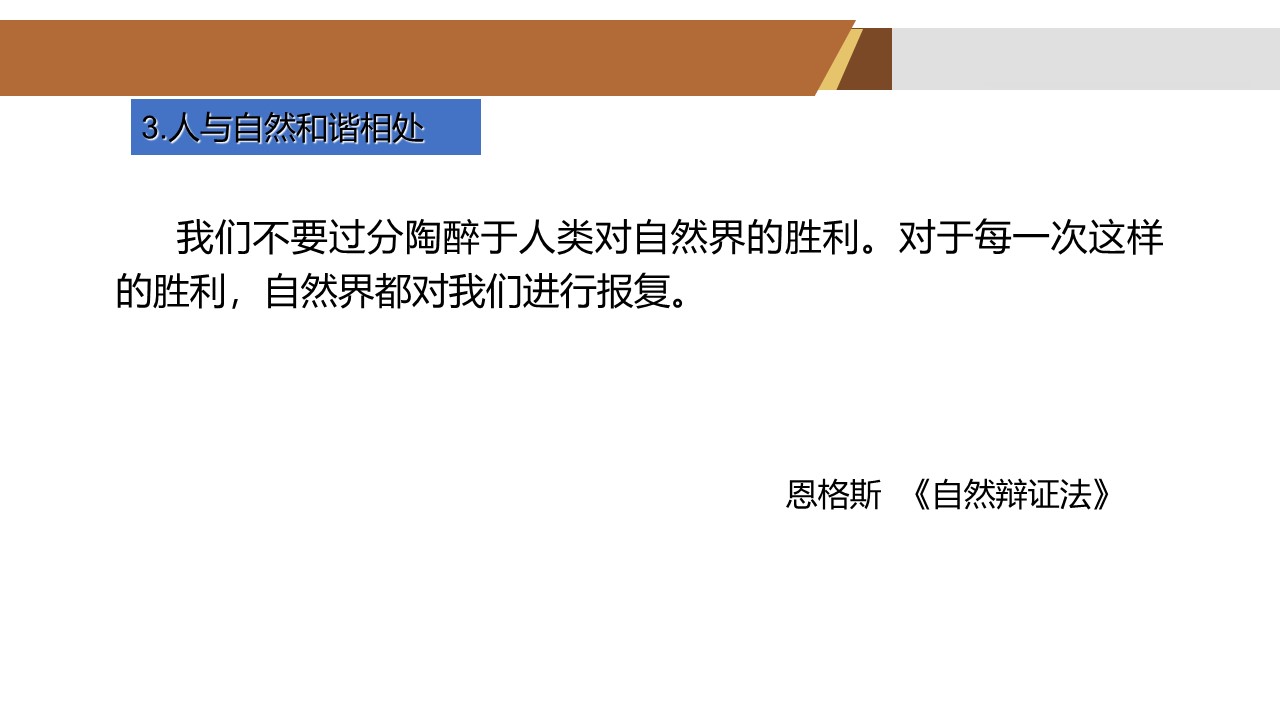 3.人与自然和谐相处
我们不要过分陶醉于人类对自然界的胜利。对于每一次这样
的胜利，自然界都对我们进行报复。
恩格斯 《自然辩证法》